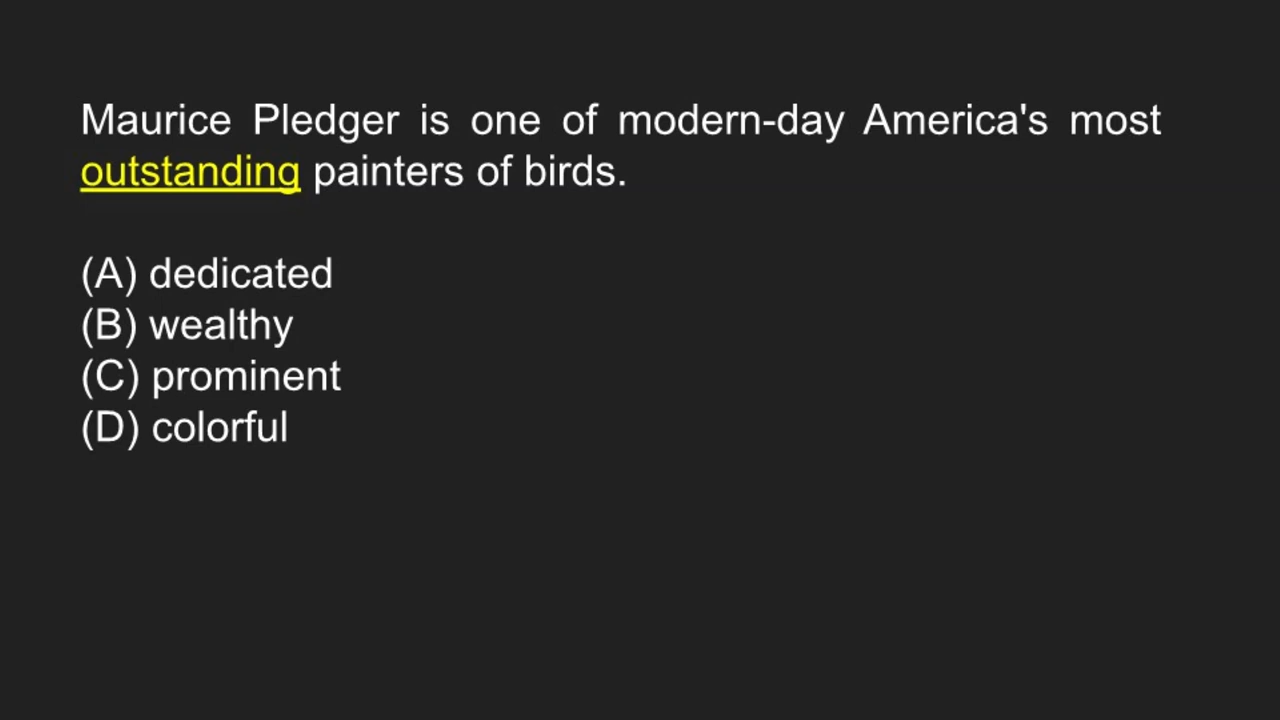 Maurice Pledger is one of modern-day America's most
outstanding painters of birds.
(A) dedicated
(B) wealthy
(C) prominent
(D) colorful